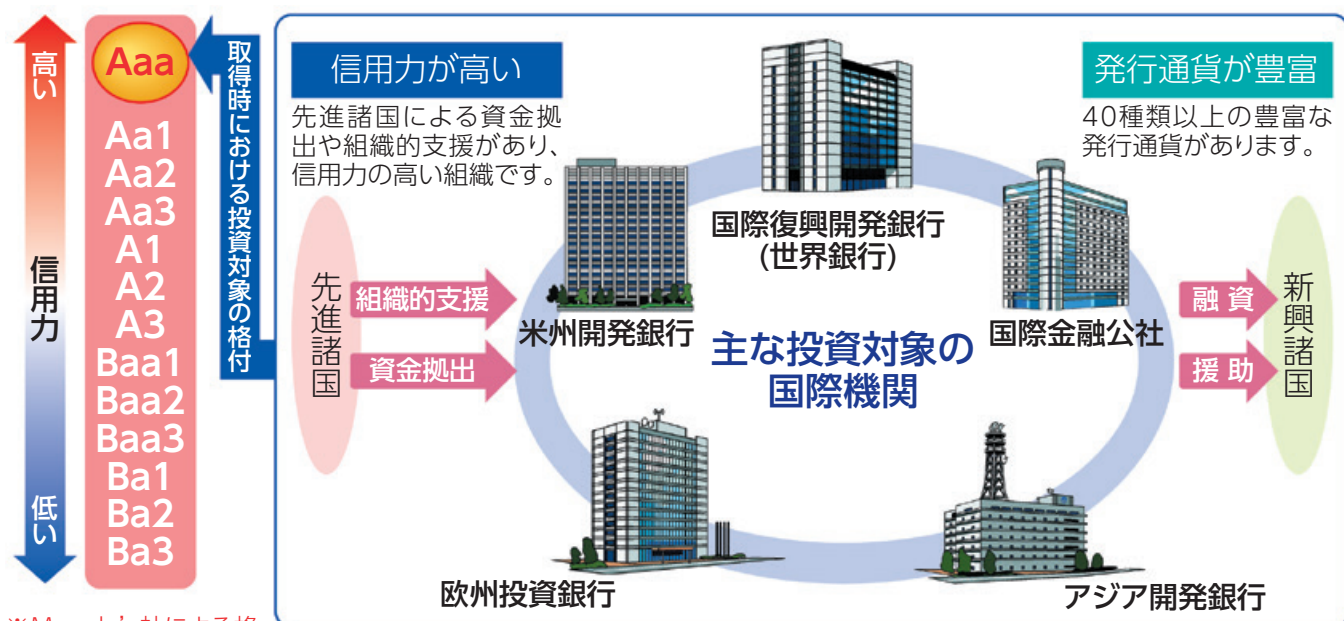 高い
信用力
低い
Aaa
Aa1
Aa2
Aa3
A1
A2
A3
Baa1
Baa2
Baa3
Ba1
Ba2
Ba3
取得時における投資対象の格付
信用力が高い
先進諸国による資金拠
出や組織的支援があり、
信用力の高い組織です。
発行通貨が豊富
40種類以上の豊富な
発行通貨があります。
先進諸国
組織的支援
資金拠出
国際復興開発銀行
(世界銀行)
米州開発銀行
国際金融公社
主な投資対象の
国際機関
欧州投資銀行
アジア開発銀行
融資
援助
新興諸国